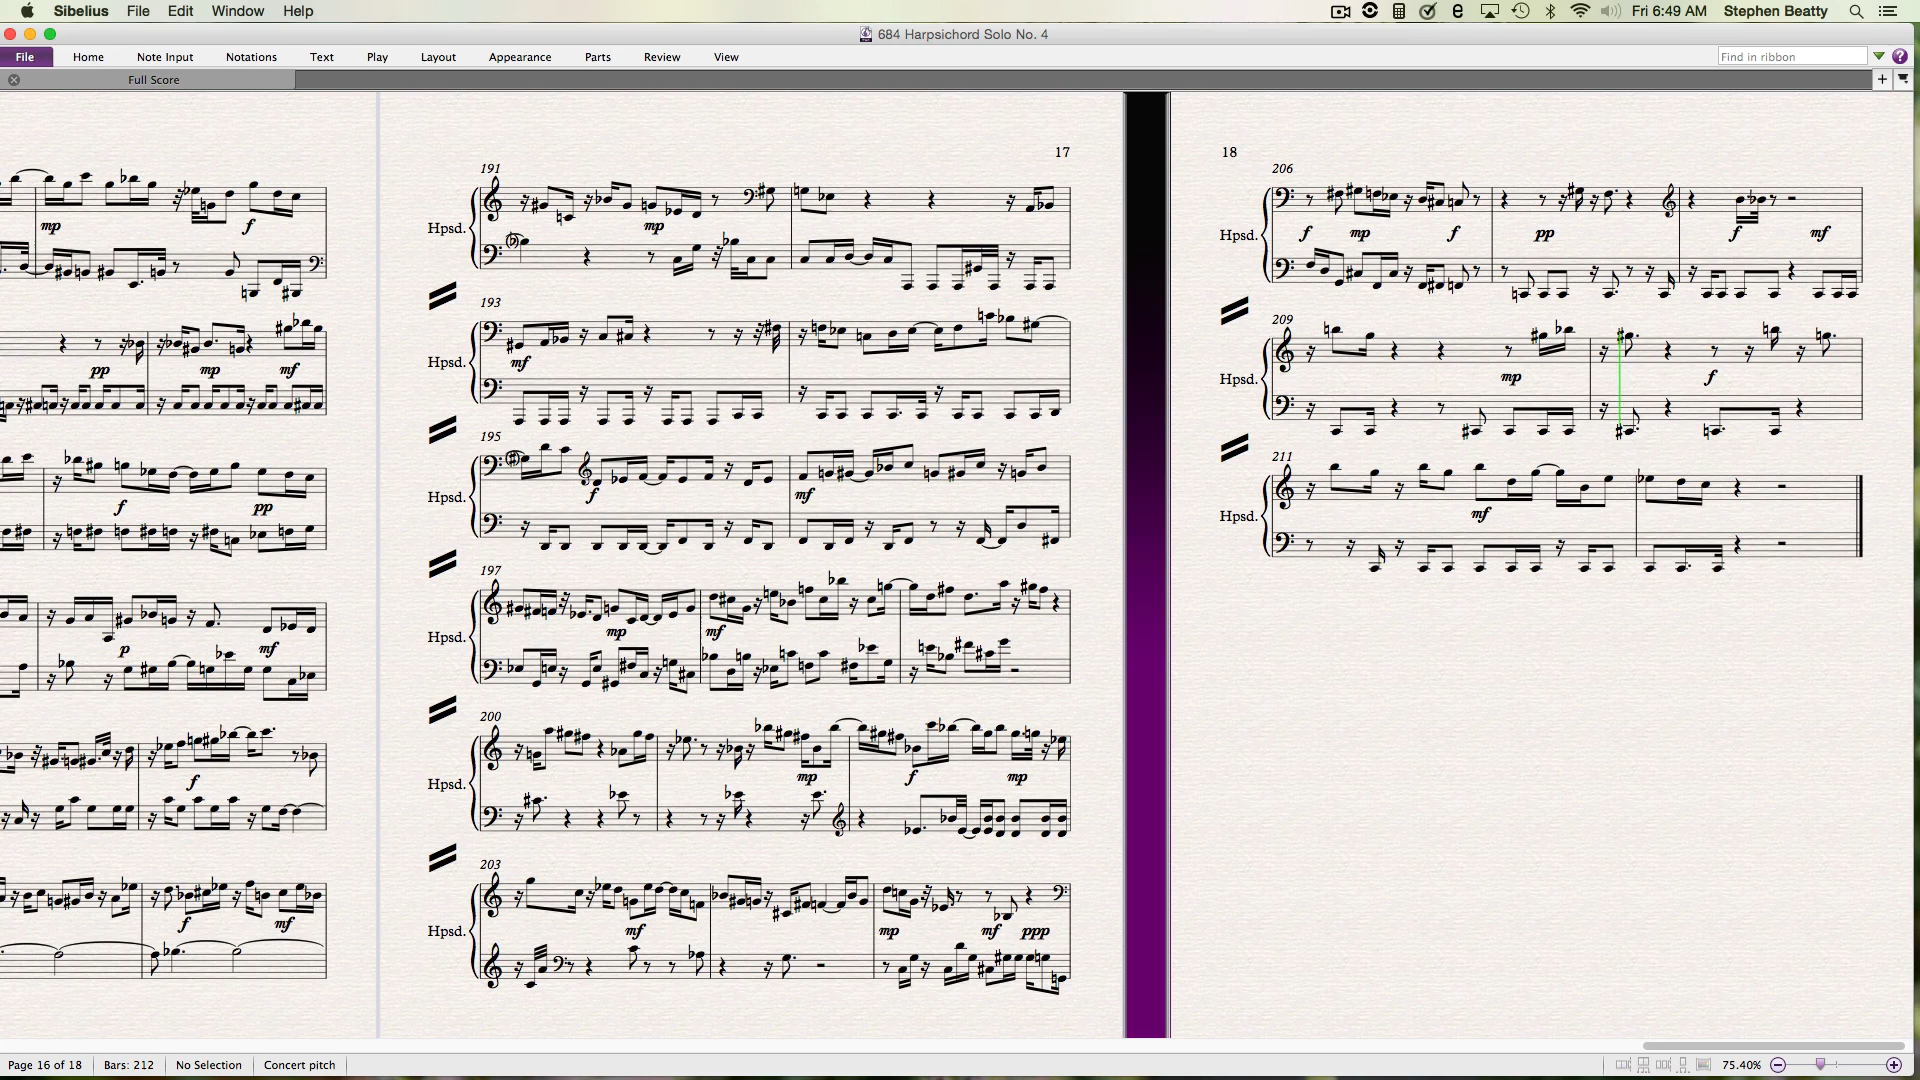 Sibelius File Edit Window Help
Fri 6:49 AM Stephen Beatty
684 Harpsichord Solo No. 4
File Home Note Input Notations Text Play Layout Appearance Parts Review View
Find in ribbon
Full Score
mp f
pp mp mf
f pp
p mf
f
f mf
17
191
Hpsd.
mp
193
Hpsd.
mf
195
Hpsd.
f mf
197
Hpsd.
mp mf
200
Hpsd.
mp f mp
203
Hpsd.
mf mp mf ppp
18
206
Hpsd.
f mp f pp f mf
209
Hpsd.
mp f
211
Hpsd.
mf
Page 16 of 18 Bars: 212 No Selection Concert pitch
75.40%